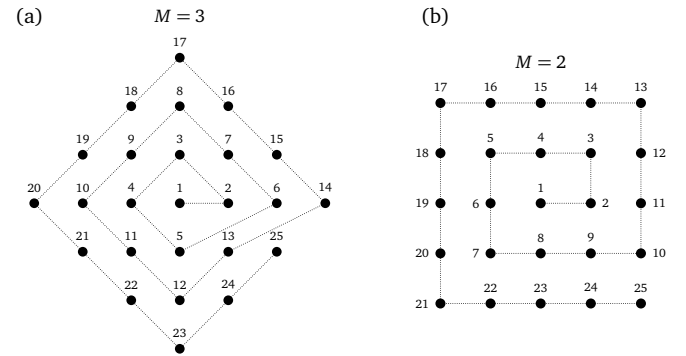 (a)
M = 3
17
18 16
8
19 9 7 15
3
20 10 4 1 2 6 14
21 11 5 13 25
22 12 24
23
(b)
M = 2
17 16 15 14 13
18 5 4 3 12
19 6 1 2 11
20 7 8 9 10
21 22 23 24 25